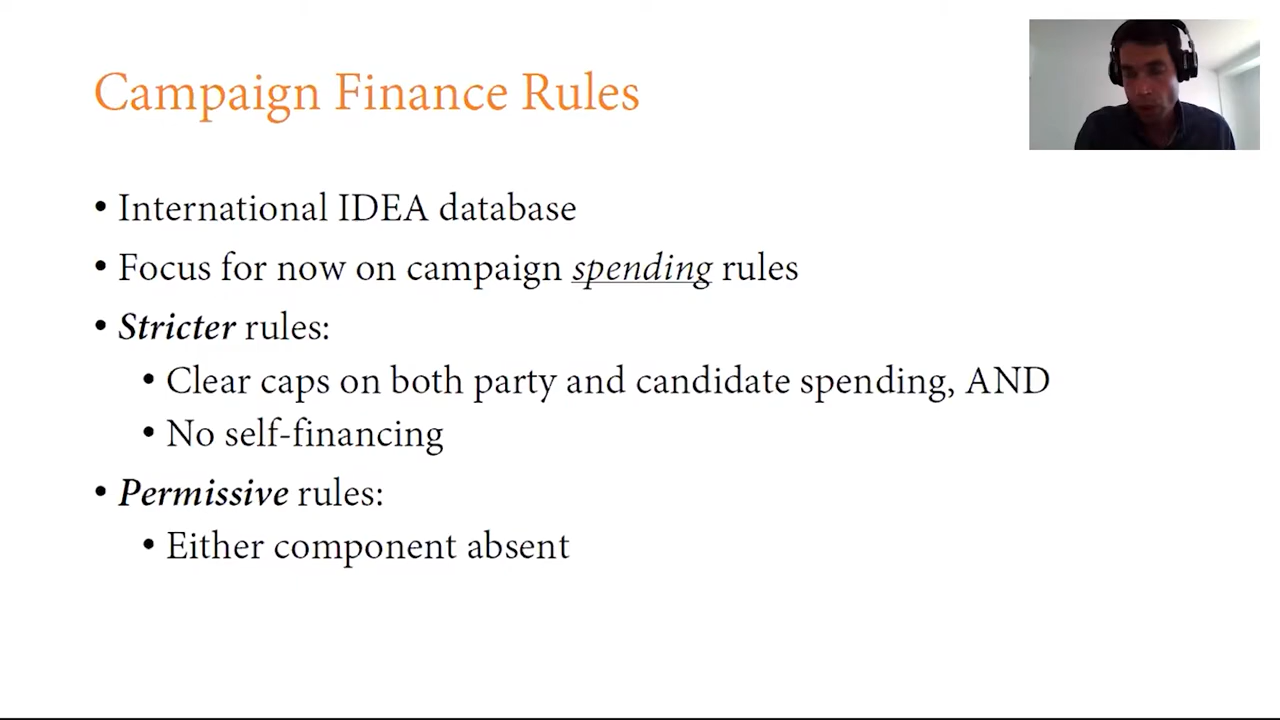 Campaign Finance Rules
• International IDEA database
• Focus for now on campaign spending rules
• Stricter rules:
• Clear caps on both party and candidate spending, AND
• No self-financing
• Permissive rules:
• Either component absent